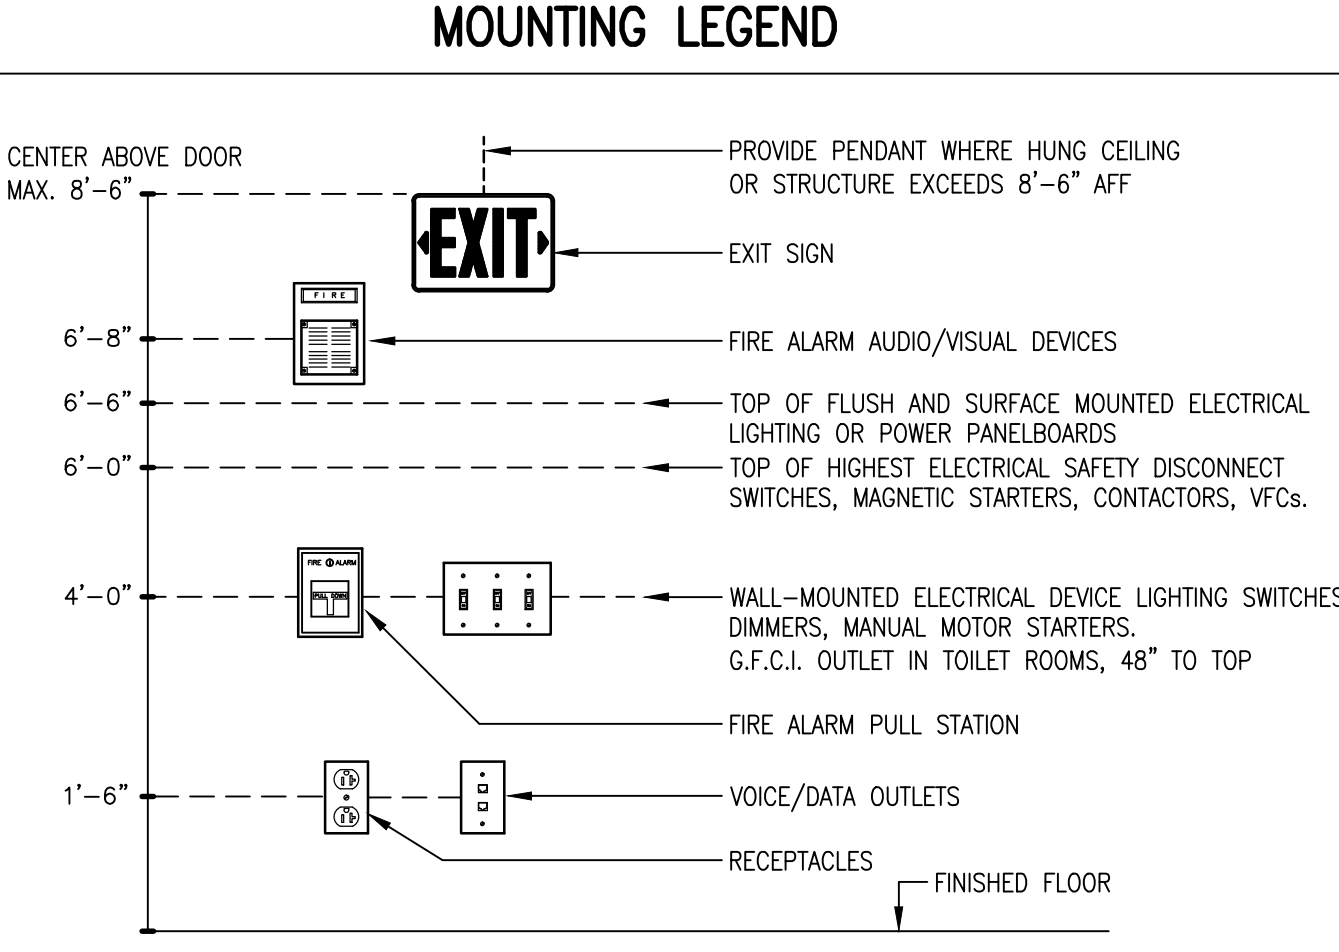 MOUNTING LEGEND
CENTER ABOVE DOOR
MAX. 8'-6"
PROVIDE PENDANT WHERE HUNG CEILING
OR STRUCTURE EXCEEDS 8'-6" AFF
EXIT
EXIT SIGN
FIRE
6'-8"
FIRE ALARM AUDIO/VISUAL DEVICES
6'-6"
TOP OF FLUSH AND SURFACE MOUNTED ELECTRICAL
LIGHTING OR POWER PANELBOARDS
6'-0"
TOP OF HIGHEST ELECTRICAL SAFETY DISCONNECT
SWITCHES, MAGNETIC STARTERS, CONTACTORS, VFCs.
FIRE ALARM
PULL DOWN
4'-0"
WALL-MOUNTED ELECTRICAL DEVICE LIGHTING SWITCHES
DIMMERS, MANUAL MOTOR STARTERS.
G.F.C.I. OUTLET IN TOILET ROOMS, 48" TO TOP
FIRE ALARM PULL STATION
1'-6"
VOICE/DATA OUTLETS
RECEPTACLES
FINISHED FLOOR